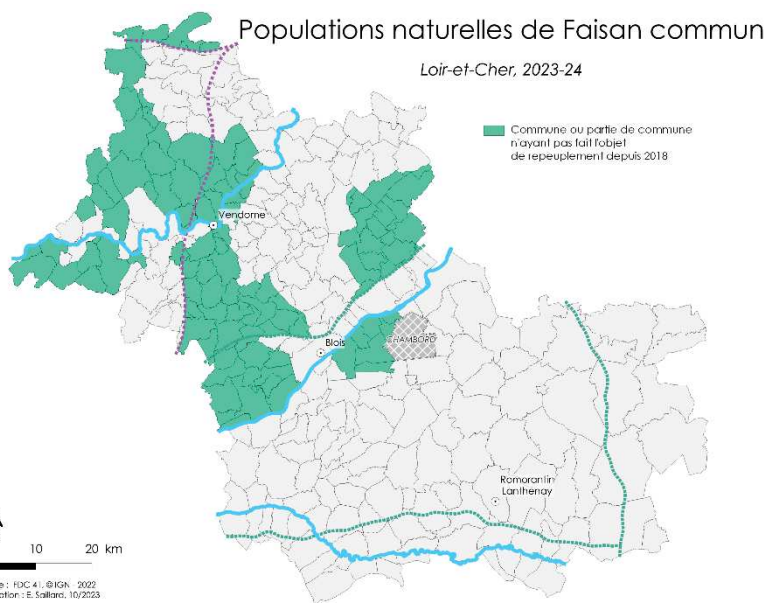 Populations naturelles de Faisan commun
Loir-et-Cher, 2023-24
Commune ou partie de commune
n'ayant pas fait l'objet
de repeuplement depuis 2018
Vendome
Blois
CHAMBORD
Romorantin
Lanthenay
10 20 km
: FDC 41, @IGN - 2022
: E. Saillard, 10/2023